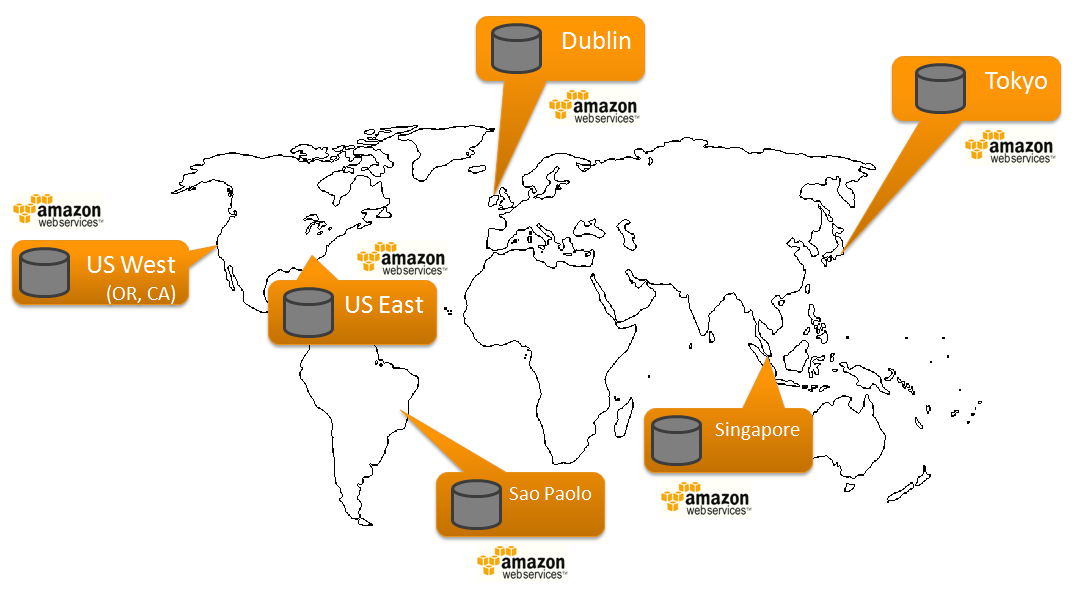 Dublin
amazon
webservices™
Tokyo
amazon
webservices™
amazon
webservices™
US West
(OR, CA)
amazon
webservices™
US East
Singapore
amazon
webservices™
Sao Paolo
amazon
webservices™